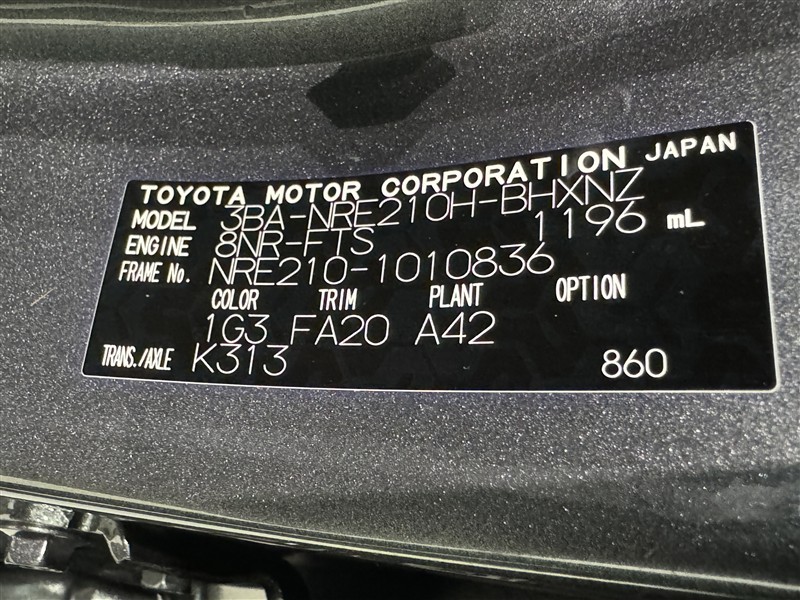 TOYOTA MOTOR CORPORATION JAPAN
MODEL 3BA-NRE210H-BHXNZ
ENGINE 8NR-FTS 1196 mL
FRAME No. NRE210-1010836
COLOR TRIM PLANT OPTION
1G3 FA20 A42
TRANS./AXLE K313 860